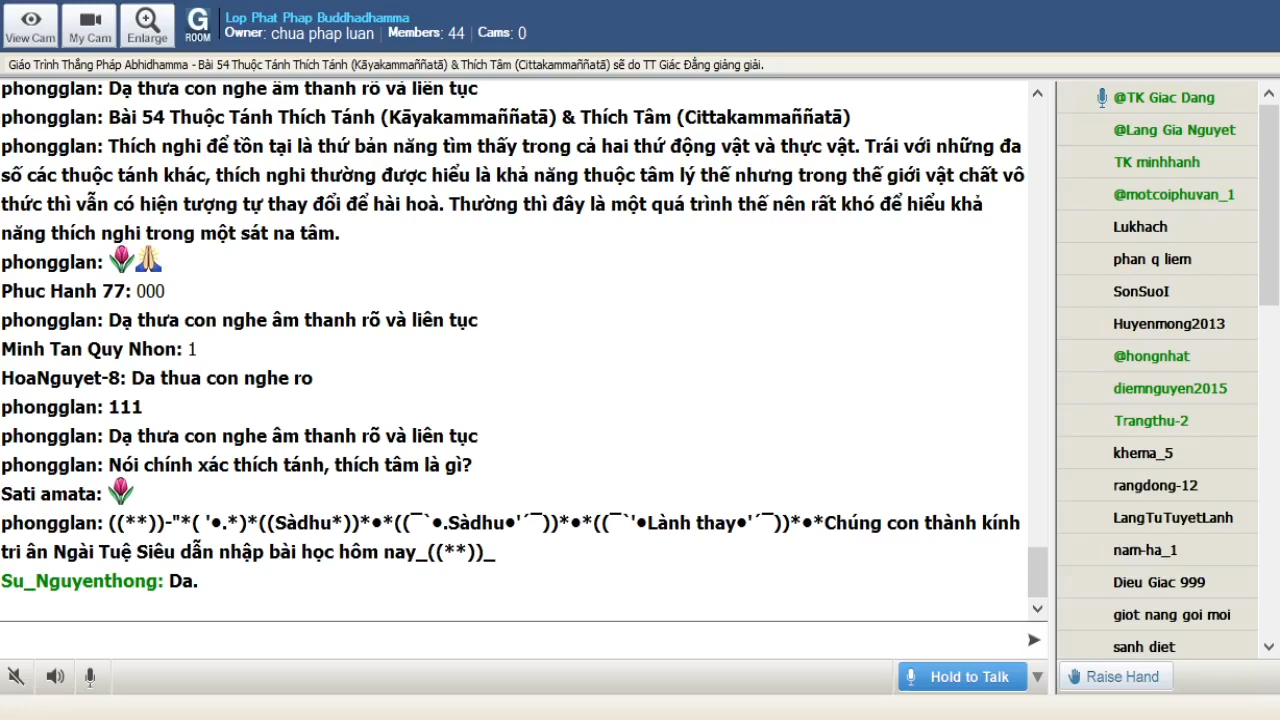 View Cam
My Cam
Enlarge
G
ROOM
Lop Phat Phap Buddhadhamma
Owner: chua phap luan Members: 44 Cams: 0
Giáo Trình Thắng Pháp Abhidhamma - Bài 54 Thuộc Tánh Thích Tánh (Kāyakammaññatā) & Thích Tâm (Cittakammaññatā) sẽ do TT Giác Đẳng giảng giải.
phongglan: Dạ thưa con nghe âm thanh rõ và liên tục
phongglan: Bài 54 Thuộc Tánh Thích Tánh (Kāyakammaññatā) & Thích Tâm (Cittakammaññatā)
phongglan: Thích nghi để tồn tại là thứ bản năng tìm thấy trong cả hai thứ động vật và thực vật. Trái với những đa
số các thuộc tánh khác, thích nghi thường được hiểu là khả năng thuộc tâm lý thế nhưng trong thế giới vật chất vô
thức thì vẫn có hiện tượng tự thay đổi để hài hoà. Thường thì đây là một quá trình thế nên rất khó để hiểu khả
năng thích nghi trong một sát na tâm.
phongglan: 🌷🙏
Phuc Hanh 77: 000
phongglan: Dạ thưa con nghe âm thanh rõ và liên tục
Minh Tan Quy Nhon: 1
HoaNguyet-8: Da thua con nghe ro
phongglan: 111
phongglan: Dạ thưa con nghe âm thanh rõ và liên tục
phongglan: Nói chính xác thích tánh, thích tâm là gì?
Sati amata: 🌷
phongglan: ((**))-"*( '●.*)*((Sàdhu*))*●*((¯`●.Sàdhu●'´¯))*●*((¯`'●Lành thay●'´¯))*●*Chúng con thành kính
tri ân Ngài Tuệ Siêu dẫn nhập bài học hôm nay_((**))_
Su_Nguyenthong: Da.
Hold to Talk
@TK Giac Dang
@Lang Gia Nguyet
TK minhhanh
@motcoiphuvan_1
Lukhach
phan q liem
SonSuoI
Huyenmong2013
@hongnhat
diemnguyen2015
Trangthu-2
khema_5
rangdong-12
LangTuTuyetLanh
nam-ha_1
Dieu Giac 999
giot nang goi moi
sanh diet
Raise Hand